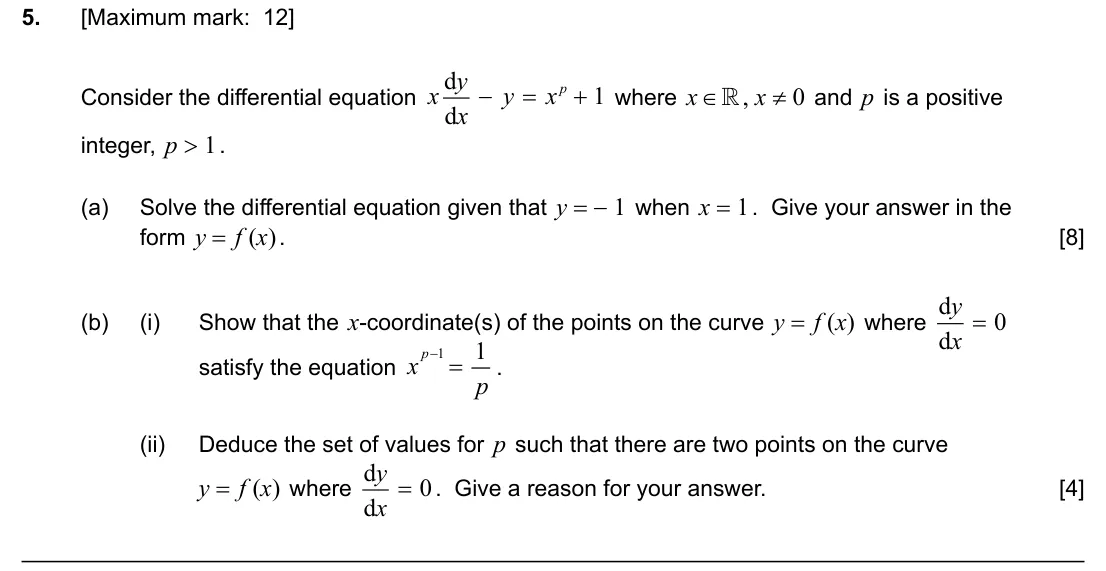 5. [Maximum mark: 12]
Consider the differential equation x dy/dx − y = xᵖ + 1 where x ∈ ℝ, x ≠ 0 and p is a positive
integer, p > 1.
(a) Solve the differential equation given that y = − 1 when x = 1. Give your answer in the
form y = f (x). [8]
(b) (i) Show that the x-coordinate(s) of the points on the curve y = f (x) where dy/dx = 0
satisfy the equation xᵖ⁻¹ = 1/p.
(ii) Deduce the set of values for p such that there are two points on the curve
y = f (x) where dy/dx = 0. Give a reason for your answer. [4]